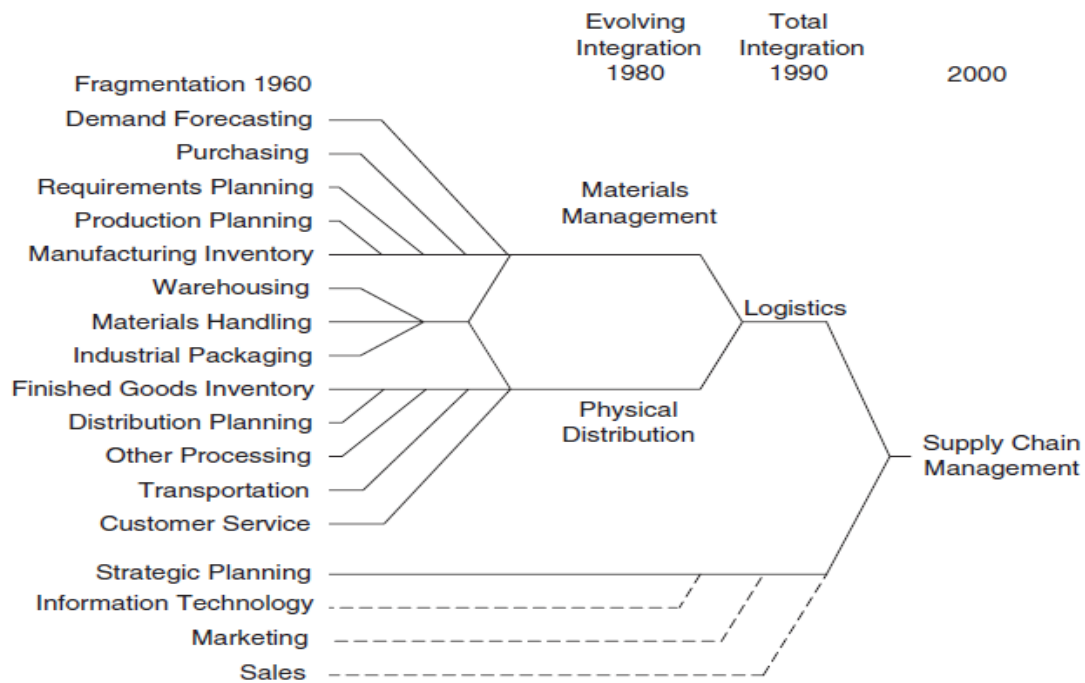 Evolving
Integration
1980
Total
Integration
1990
2000
Fragmentation 1960
Demand Forecasting
Purchasing
Requirements Planning
Production Planning
Manufacturing Inventory
Warehousing
Materials Handling
Industrial Packaging
Finished Goods Inventory
Distribution Planning
Other Processing
Transportation
Customer Service
Strategic Planning
Information Technology
Marketing
Sales
Materials
Management
Physical
Distribution
Logistics
Supply Chain
Management